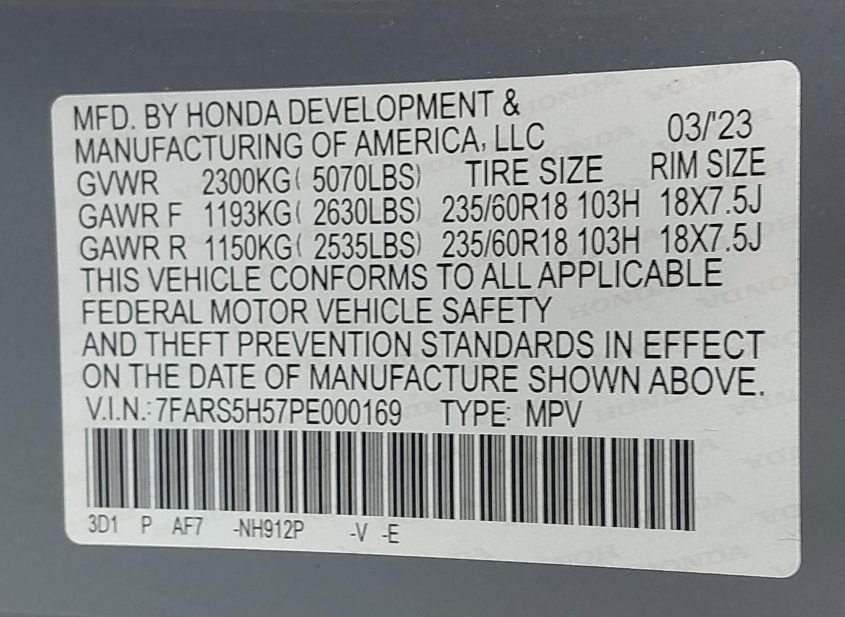 MFD. BY HONDA DEVELOPMENT &
MANUFACTURING OF AMERICA, LLC 03/'23
GVWR 2300KG( 5070LBS) TIRE SIZE RIM SIZE
GAWR F 1193KG( 2630LBS) 235/60R18 103H 18X7.5J
GAWR R 1150KG( 2535LBS) 235/60R18 103H 18X7.5J
THIS VEHICLE CONFORMS TO ALL APPLICABLE
FEDERAL MOTOR VEHICLE SAFETY
AND THEFT PREVENTION STANDARDS IN EFFECT
ON THE DATE OF MANUFACTURE SHOWN ABOVE.
V.I.N.: 7FARS5H57PE000169 TYPE: MPV
3D1 P AF7 -NH912P -V -E